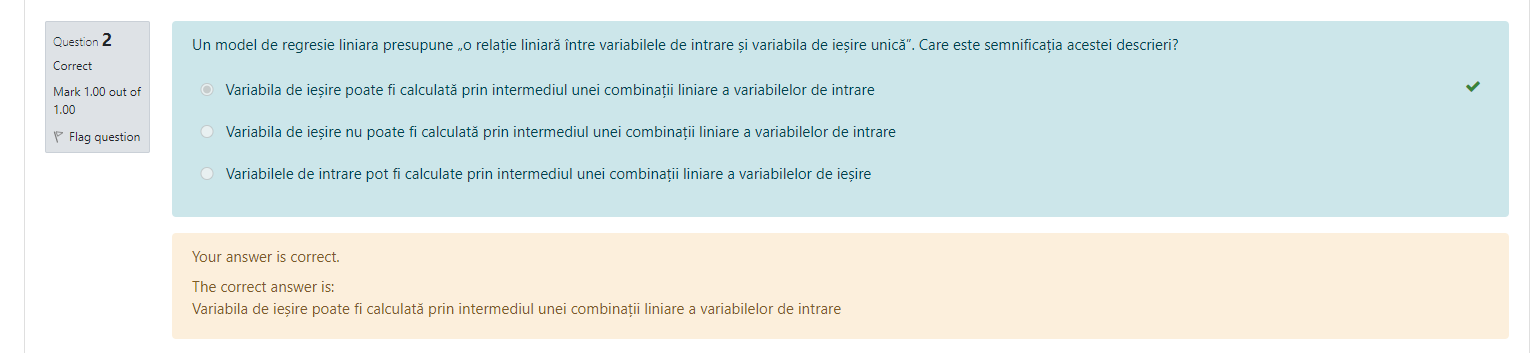 Question 2
Correct
Mark 1.00 out of
1.00
Flag question
Un model de regresie liniara presupune „o relație liniară între variabilele de intrare și variabila de ieșire unică”. Care este semnificația acestei descrieri?
Variabila de ieșire poate fi calculată prin intermediul unei combinații liniare a variabilelor de intrare
Variabila de ieșire nu poate fi calculată prin intermediul unei combinații liniare a variabilelor de intrare
Variabilele de intrare pot fi calculate prin intermediul unei combinații liniare a variabilelor de ieșire
Your answer is correct.
The correct answer is:
Variabila de ieșire poate fi calculată prin intermediul unei combinații liniare a variabilelor de intrare